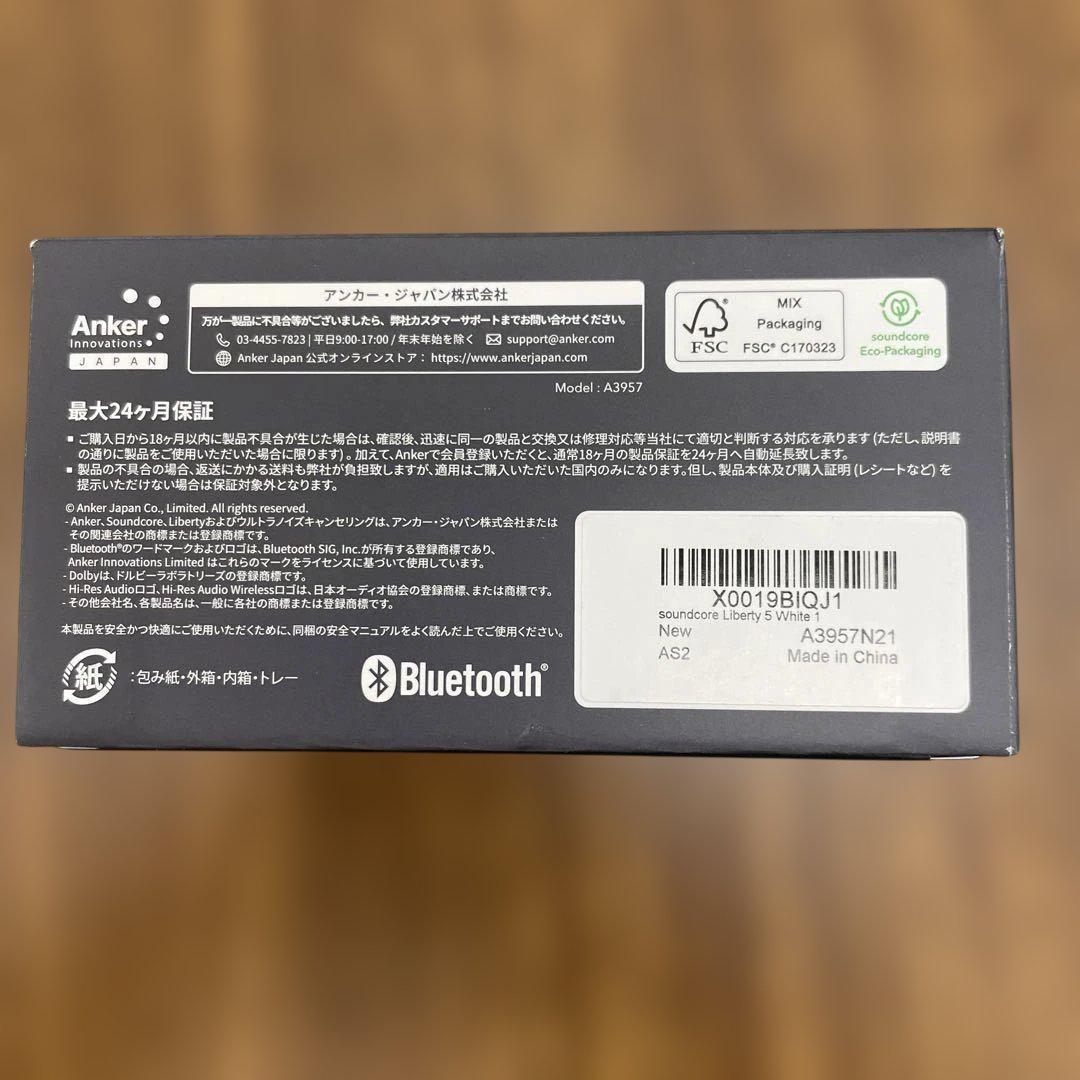 Anker
Innovations
JAPAN
アンカー・ジャパン株式会社
万が一製品に不具合等がございましたら、弊社カスタマーサポートまでお問い合わせください。
03-4455-7823 | 平日9:00-17:00 / 年末年始を除く support@anker.com
Anker Japan 公式オンラインストア: https://www.ankerjapan.com
FSC
MIX
Packaging
FSC® C170323
soundcore
Eco-Packaging
Model : A3957
最大24ヶ月保証
▪ ご購入日から18ヶ月以内に製品不具合が生じた場合は、確認後、迅速に同一の製品と交換又は修理対応等当社にて適切と判断する対応を承ります (ただし、説明書
の通りに製品をご使用いただいた場合に限ります) 。加えて、Ankerで会員登録いただくと、通常18ヶ月の製品保証を24ヶ月へ自動延長致します。
▪ 製品の不具合の場合、返送にかかる送料も弊社が負担致しますが、適用はご購入いただいた国内のみになります。但し、製品本体及び購入証明 (レシートなど) を
提示いただけない場合は保証対象外となります。
© Anker Japan Co., Limited. All rights reserved.
- Anker、Soundcore、Libertyおよびウルトラノイズキャンセリングは、アンカー・ジャパン株式会社または
その関連会社の商標または登録商標です。
- Bluetooth®のワードマークおよびロゴは、Bluetooth SIG, Inc.が所有する登録商標であり、
Anker Innovations Limited はこれらのマークをライセンスに基づいて使用しています。
- Dolbyは、ドルビーラボラトリーズの登録商標です。
- Hi-Res Audioロゴ、Hi-Res Audio Wirelessロゴは、日本オーディオ協会の登録商標、または商標です。
- その他会社名、各製品名は、一般に各社の商標または登録商標です。
本製品を安全かつ快適にご使用いただくために、同梱の安全マニュアルをよく読んだ上でご使用ください。
紙 :包み紙・外箱・内箱・トレー
Bluetooth®
X0019BIQJ1
soundcore Liberty 5 White 1
New
A3957N21
AS2
Made in China